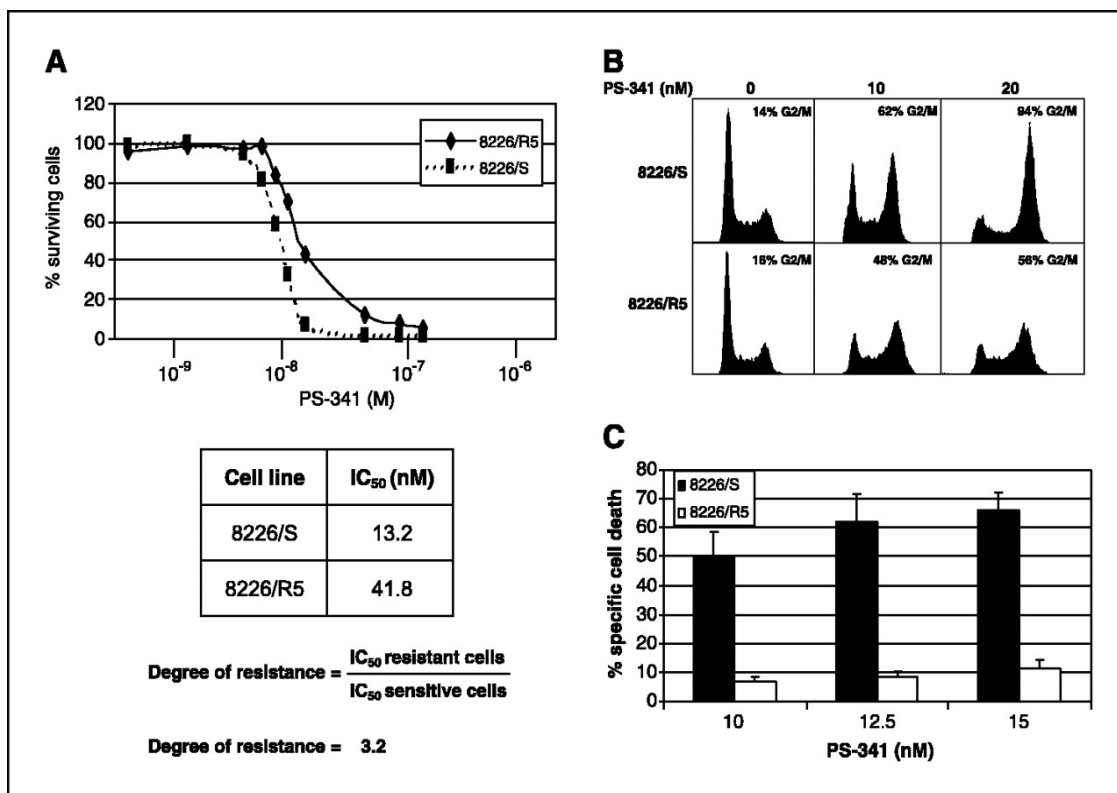 A
120
100
80
60
40
20
0
% surviving cells
8226/R5
8226/S
10-9
10-8
10-7
10-6
PS-341 (M)
Cell line IC50 (nM)
8226/S 13.2
8226/R5 41.8
Degree of resistance = IC50 resistant cells
IC50 sensitive cells
Degree of resistance = 3.2
B
PS-341 (nM) 0 10 20
14% G2/M 62% G2/M 94% G2/M
8226/S
16% G2/M 48% G2/M 56% G2/M
8226/R5
C
80
70
60
50
40
30
20
10
0
% specific cell death
8226/S
8226/R5
10 12.5 15
PS-341 (nM)